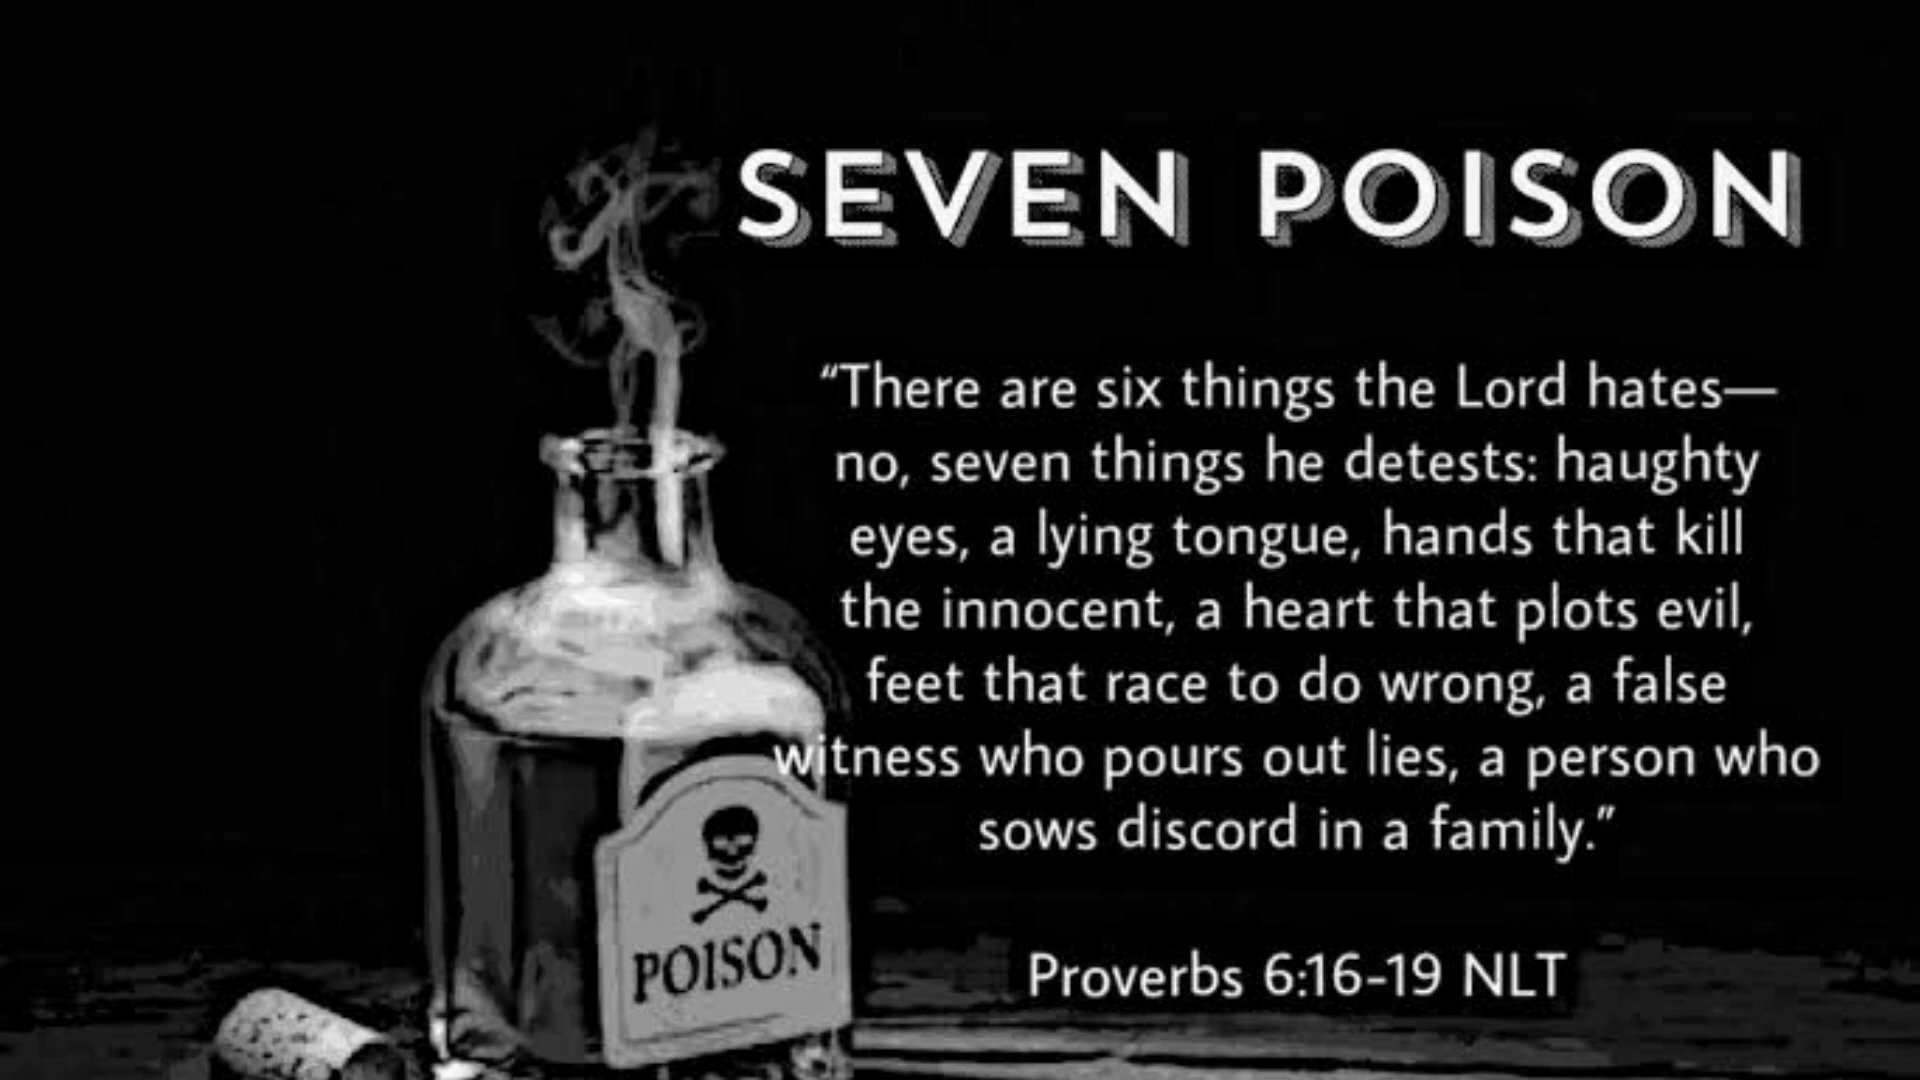 SEVEN POISON
“There are six things the Lord hates—
no, seven things he detests: haughty
eyes, a lying tongue, hands that kill
the innocent, a heart that plots evil,
feet that race to do wrong, a false
witness who pours out lies, a person who
sows discord in a family.”
Proverbs 6:16-19 NLT
POISON